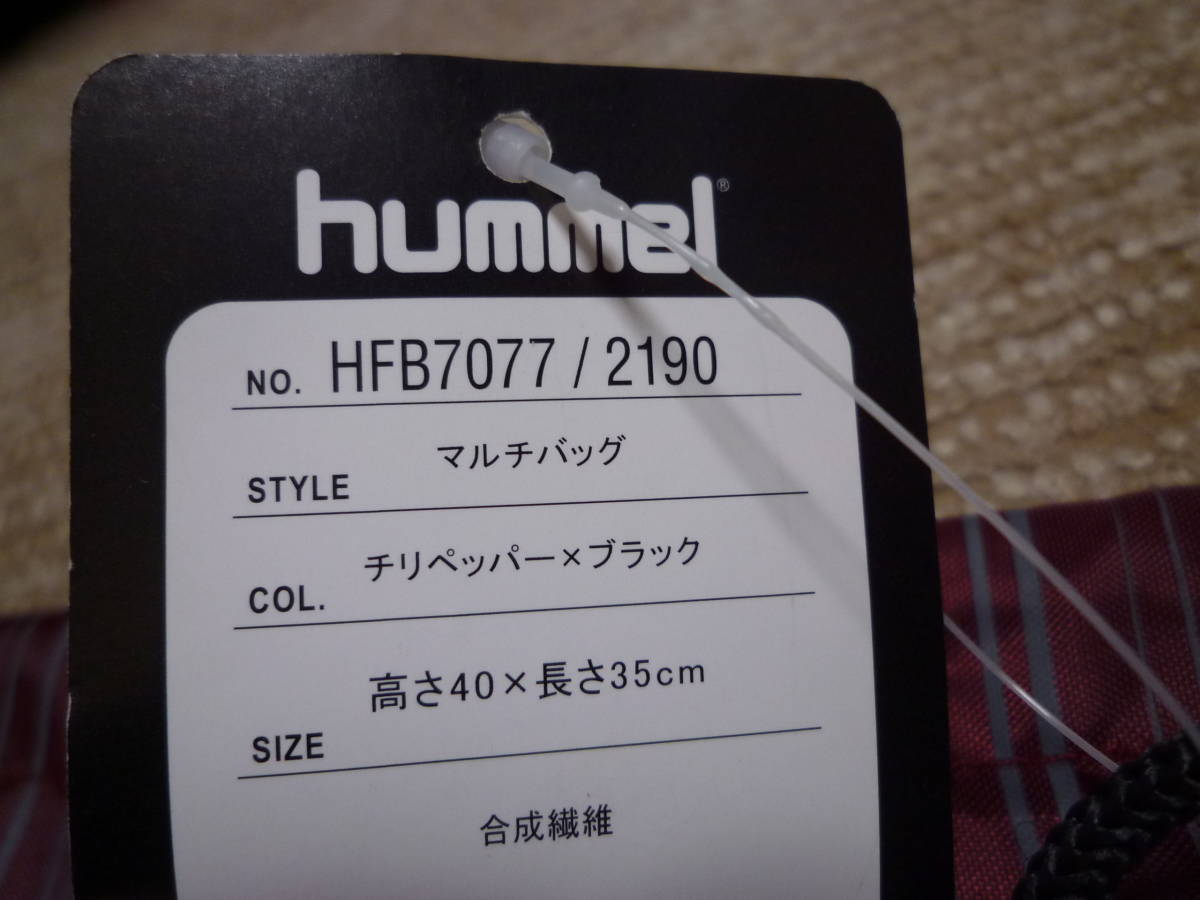 hummel®
NO. HFB7077 / 2190
STYLE マルチバッグ
COL. チリペッパー×ブラック
SIZE 高さ40×長さ35cm
合成繊維